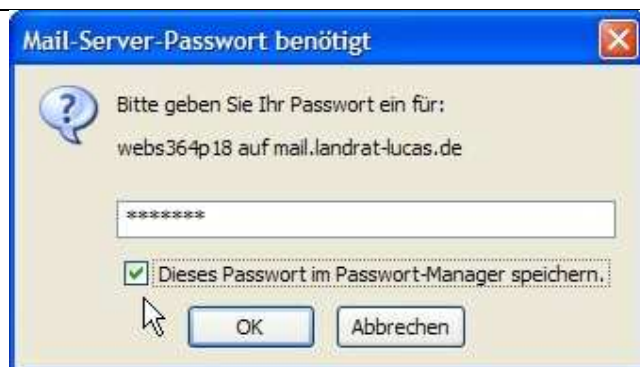 Mail-Server-Passwort benötigt
Bitte geben Sie Ihr Passwort ein für:
webs364p18 auf mail.landrat-lucas.de
*******
Dieses Passwort im Passwort-Manager speichern.
OK Abbrechen